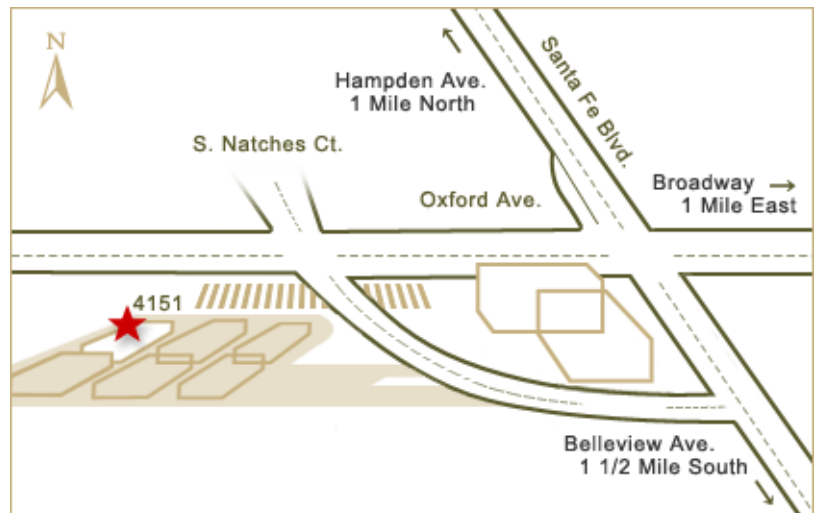 N
Hampden Ave.
1 Mile North
Santa Fe Blvd.
S. Natches Ct.
Oxford Ave.
Broadway →
1 Mile East
4151
Belleview Ave.
1 1/2 Mile South